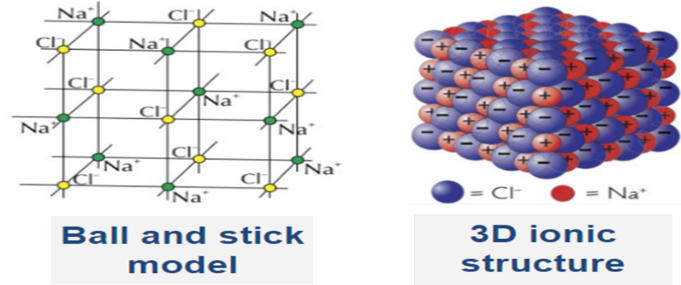 Na⁺ Cl⁻ Na⁺
Cl⁻ Na⁺ Cl⁻
Cl⁻ Na⁺ Cl⁻
Na⁺ Cl⁻ Na⁺
Na⁺ Cl⁻ Na⁺
Cl⁻ Na⁺ Cl⁻
= Cl⁻ = Na⁺
Ball and stick
model
3D ionic
structure